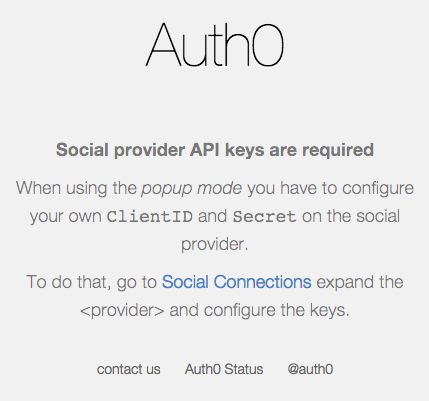 Auth0
Social provider API keys are required
When using the popup mode you have to configure
your own ClientID and Secret on the social
provider.
To do that, go to Social Connections expand the
<provider> and configure the keys.
contact us Auth0 Status @auth0